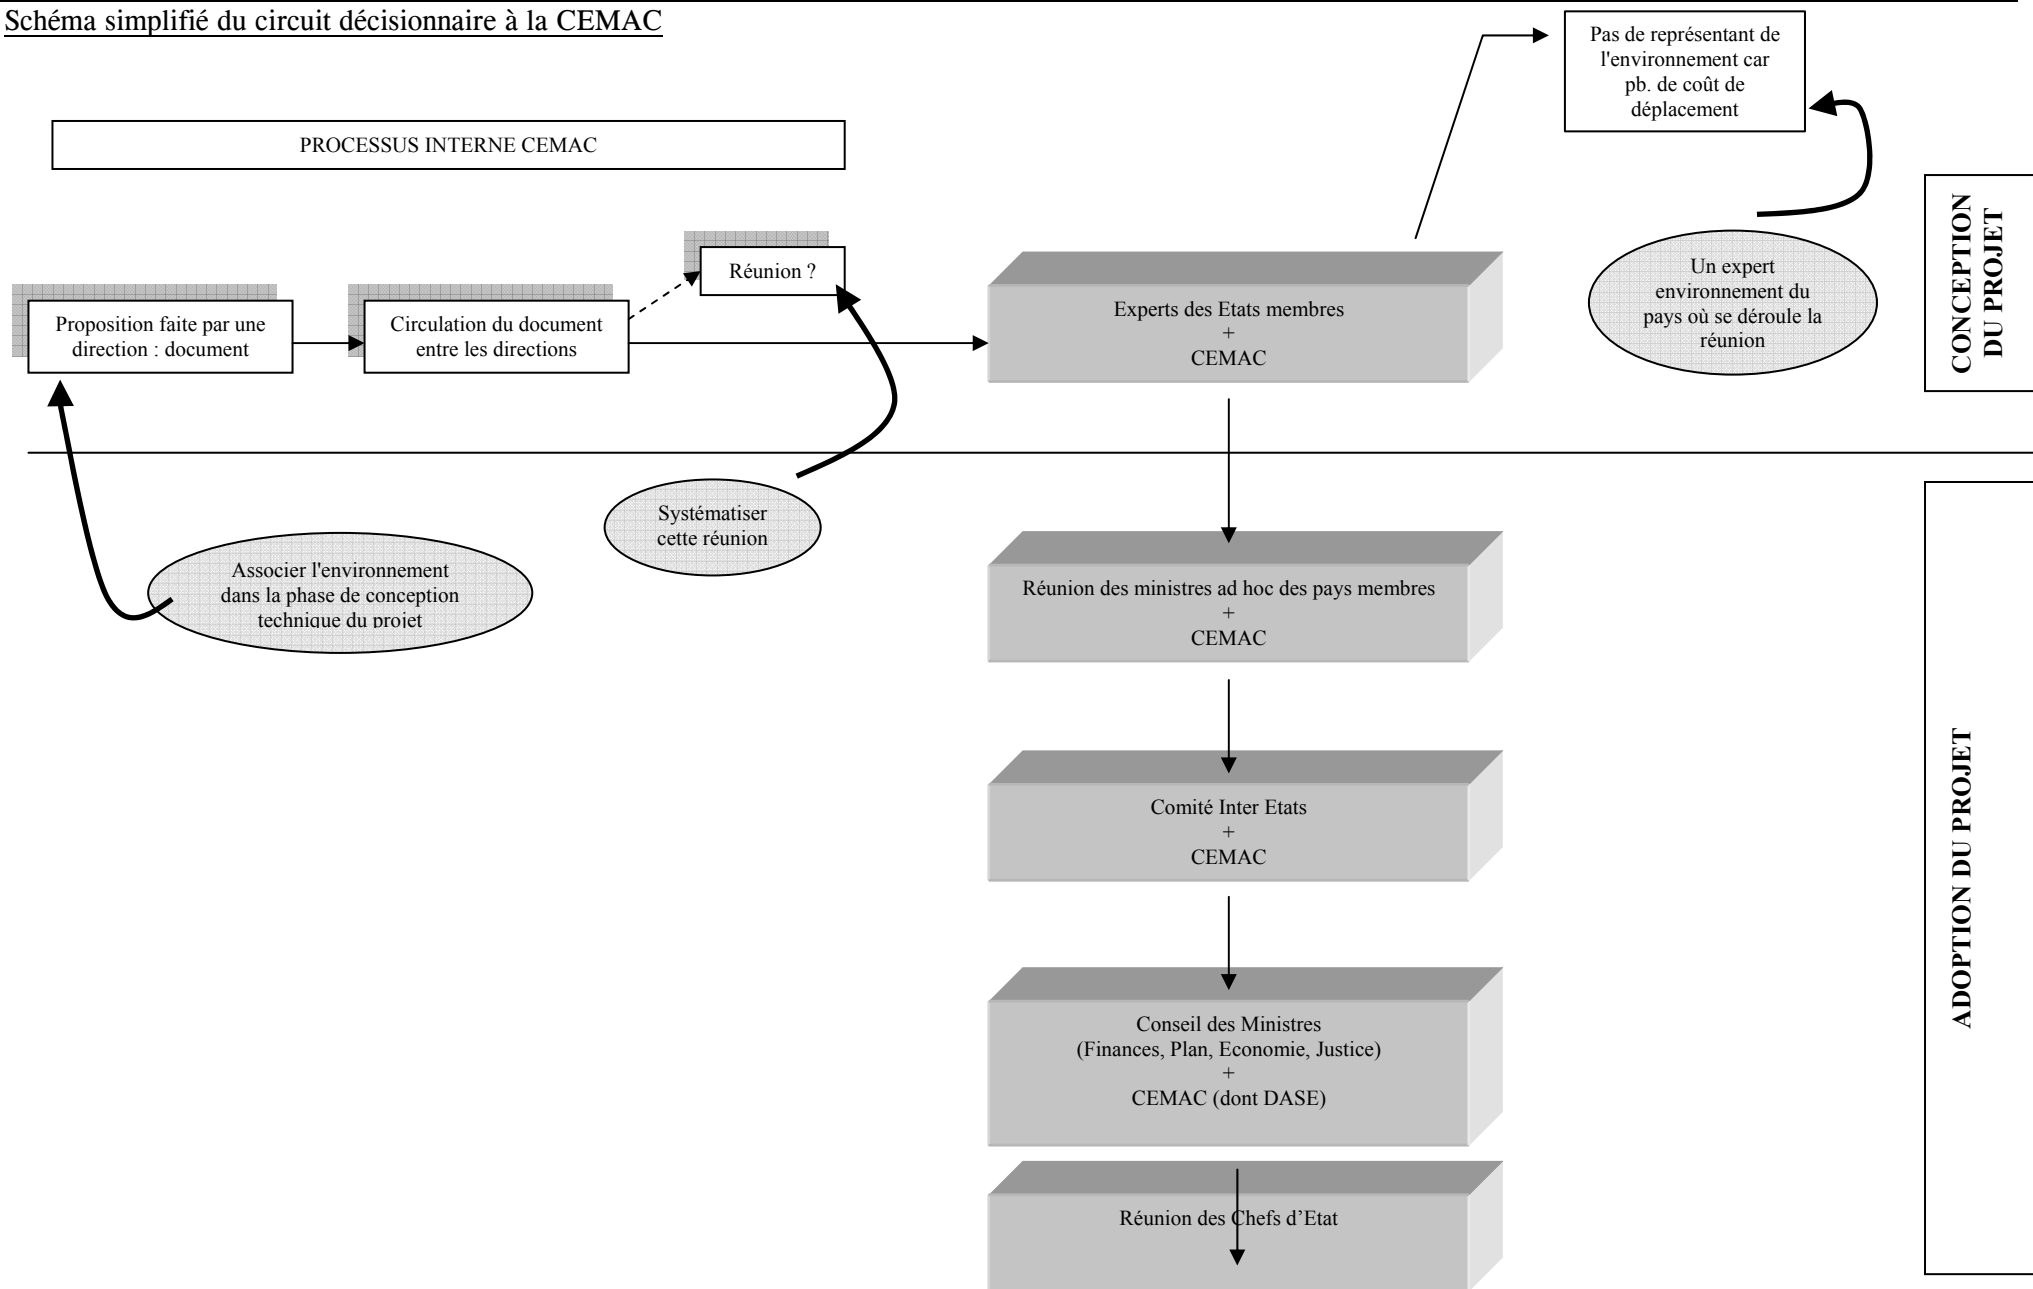 Schéma simplifié du circuit décisionnaire à la CEMAC
Pas de représentant de
l'environnement car
pb. de coût de
déplacement
PROCESSUS INTERNE CEMAC
CONCEPTION
DU PROJET
Réunion ?
Proposition faite par une
direction : document
Circulation du document
entre les directions
Experts des Etats membres
+
CEMAC
Un expert
environnement du
pays où se déroule la
réunion
Systématiser
cette réunion
Associer l'environnement
dans la phase de conception
technique du projet
Réunion des ministres ad hoc des pays membres
+
CEMAC
ADOPTION DU PROJET
Comité Inter Etats
+
CEMAC
Conseil des Ministres
(Finances, Plan, Economie, Justice)
+
CEMAC (dont DASE)
Réunion des Chefs d’Etat